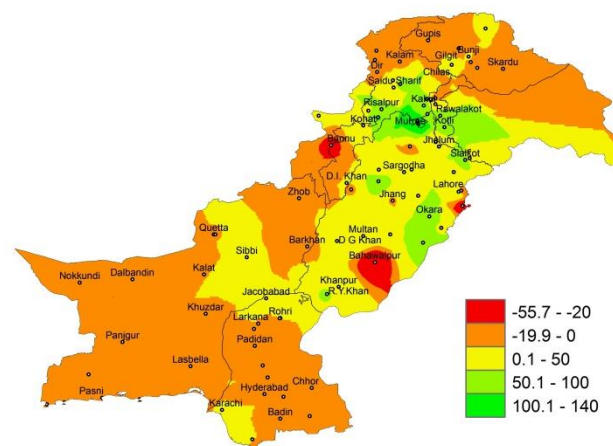 Gupis
Bunji
Kalam
Gilgit
Skardu
Dir
Chilas
Saidu Sharif
Risalpur
Rawalakot
Kohat
Kotli
Bannu
Jhelum
Sialkot
Sargodha
D.I. Khan
Lahore
Zhob
Jhang
Okara
Quetta
Multan
Sibbi
Barkhan
D G Khan
Bahawalpur
Kalat
Nokkundi
Dalbandin
Khanpur
Jacobabad
R.Y.Khan
Khuzdar
Rohri
Larkana
Padidan
Panjgur
Lasbella
Pasni
Hyderabad
Chhor
Karachi
Badin
-55.7 - -20
-19.9 - 0
0.1 - 50
50.1 - 100
100.1 - 140